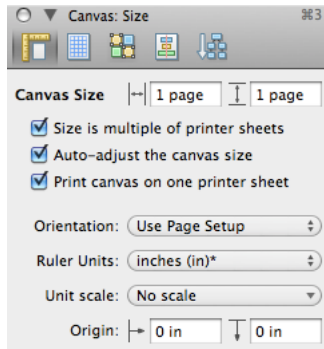 Canvas: Size ⌘3
Canvas Size 1 page 1 page
Size is multiple of printer sheets
Auto-adjust the canvas size
Print canvas on one printer sheet
Orientation: Use Page Setup
Ruler Units: inches (in)*
Unit scale: No scale
Origin: 0 in 0 in